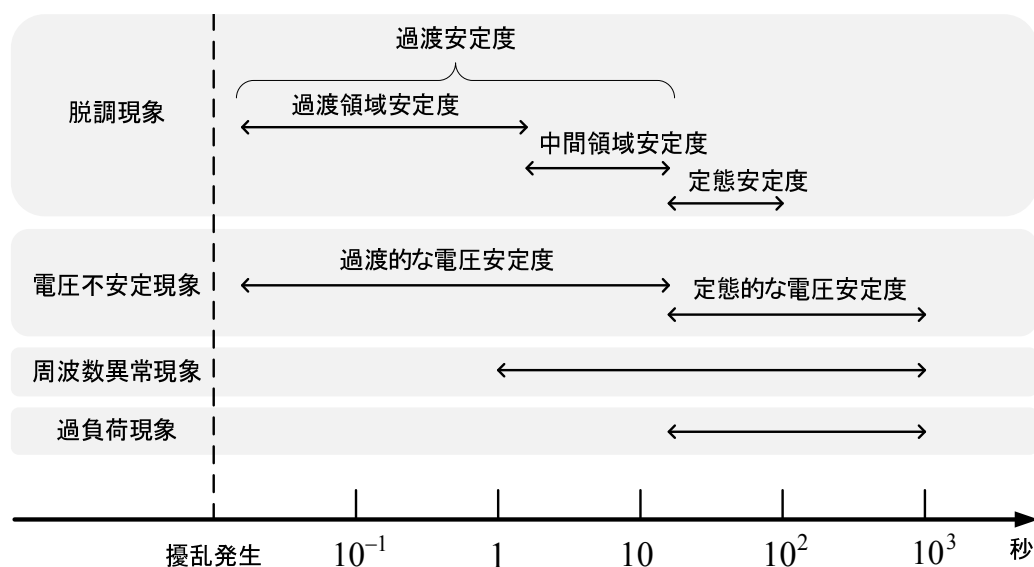 過渡安定度
脱調現象
過渡領域安定度
中間領域安定度
定態安定度
電圧不安定現象
過渡的な電圧安定度
定態的な電圧安定度
周波数異常現象
過負荷現象
擾乱発生 10⁻¹ 1 10 10² 10³ 秒